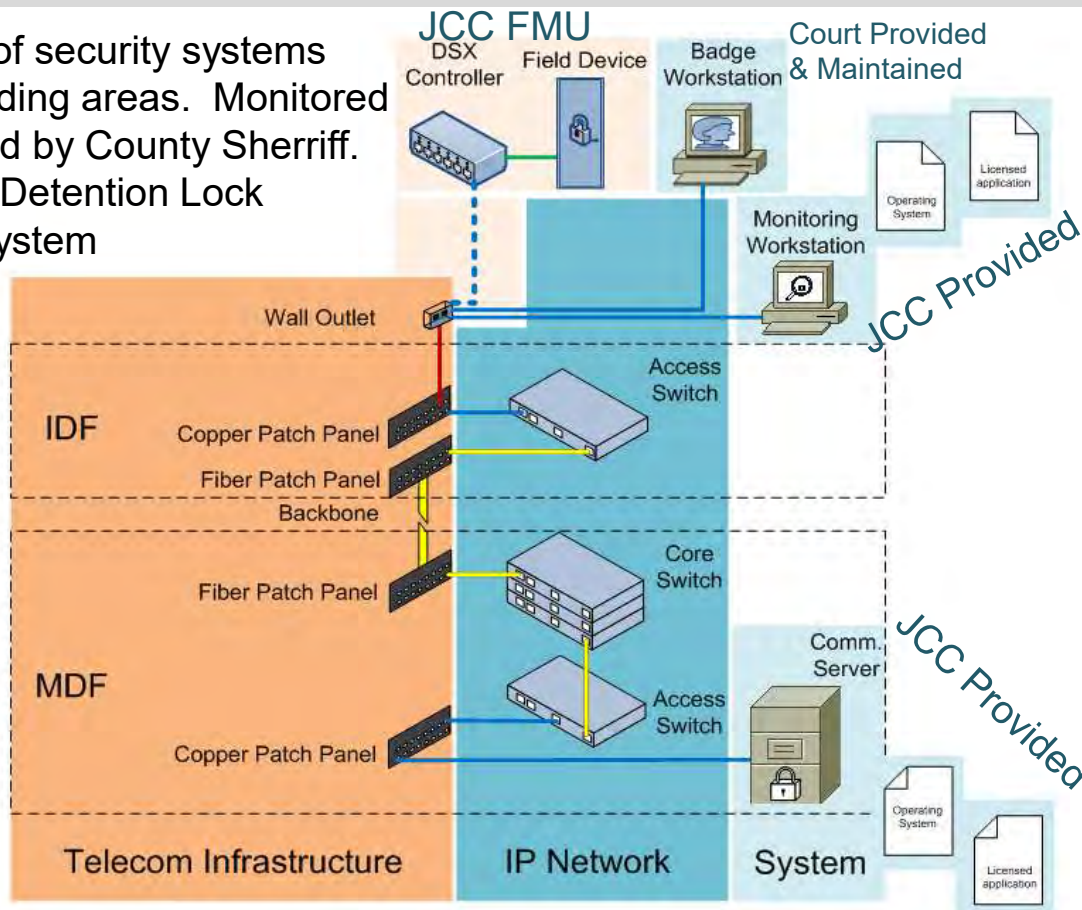 of security systems
ding areas. Monitored
d by County Sherriff.
Detention Lock
ystem
JCC FMU
DSX
Controller
Field Device
Badge
Workstation
Court Provided
& Maintained
Operating
System
Licensed
application
Monitoring
Workstation
JCC Provided
Wall Outlet
IDF
Copper Patch Panel
Access
Switch
Fiber Patch Panel
Backbone
Fiber Patch Panel
Core
Switch
MDF
Comm.
Server
JCC Provided
Access
Switch
Copper Patch Panel
Operating
System
Licensed
application
Telecom Infrastructure
IP Network
System